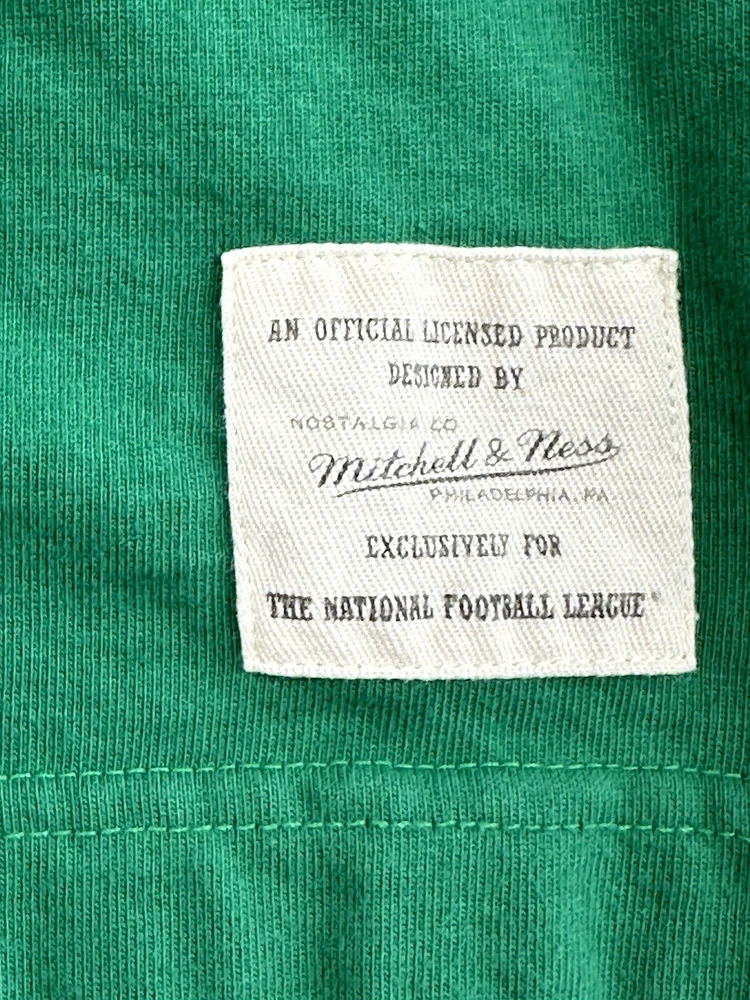 AN OFFICIAL LICENSED PRODUCT
DESIGNED BY
NOSTALGIA CO
Mitchell & Ness
PHILADELPHIA, PA
EXCLUSIVELY FOR
THE NATIONAL FOOTBALL LEAGUE®